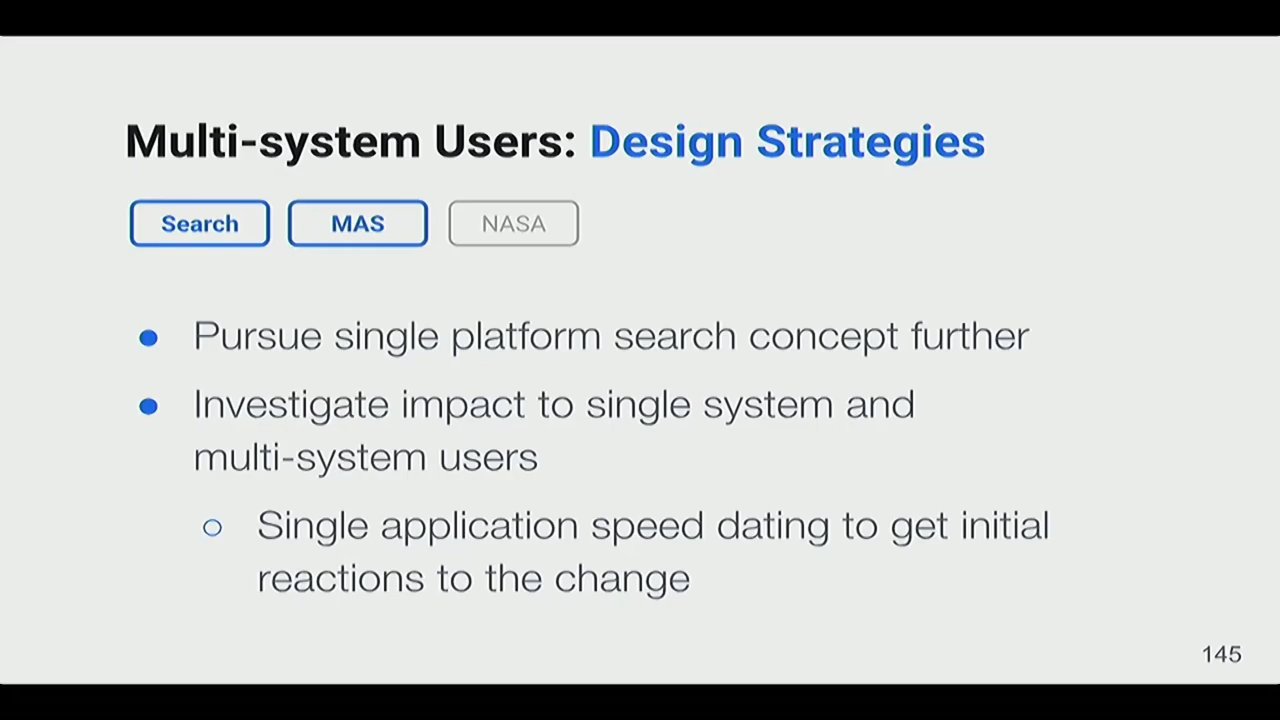 Multi-system Users: Design Strategies
Search MAS NASA
Pursue single platform search concept further
Investigate impact to single system and
multi-system users
Single application speed dating to get initial
reactions to the change
145